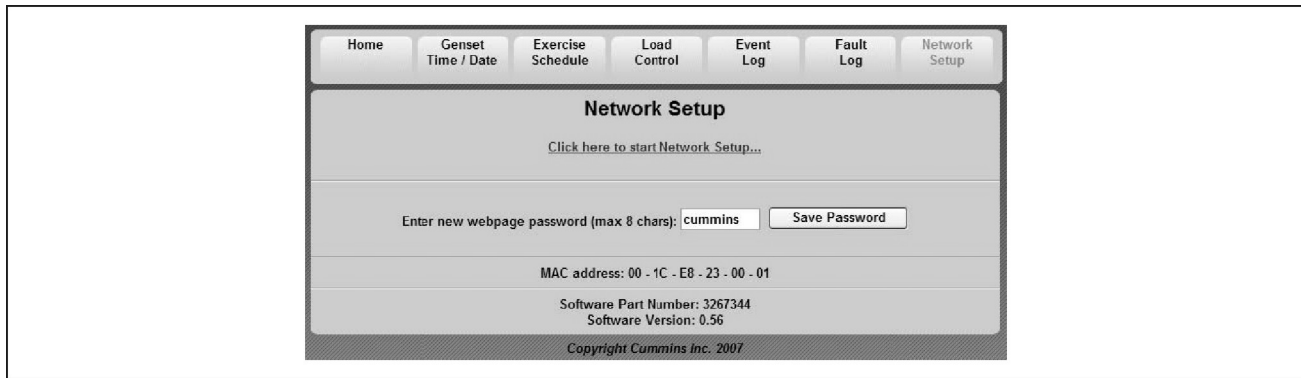 Home
Genset
Time / Date
Exercise
Schedule
Load
Control
Event
Log
Fault
Log
Network
Setup
Network Setup
Click here to start Network Setup...
Enter new webpage password (max 8 chars): cummins Save Password
MAC address: 00 - 1C - E8 - 23 - 00 - 01
Software Part Number: 3267344
Software Version: 0.56
Copyright Cummins Inc. 2007